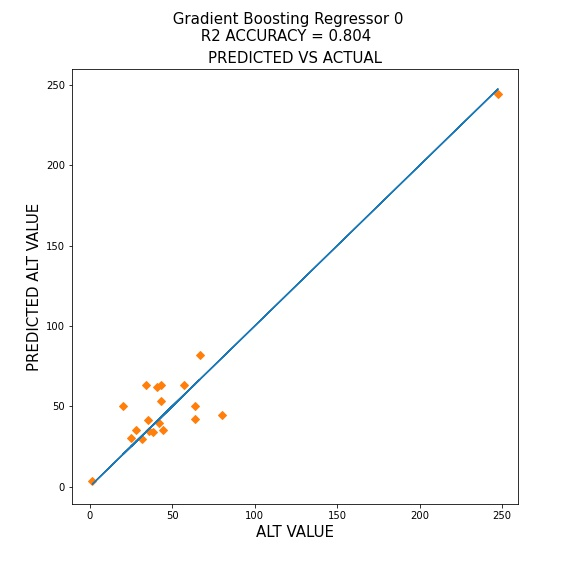 Gradient Boosting Regressor 0
R2 ACCURACY = 0.804
PREDICTED VS ACTUAL
250
200
150
100
50
0
PREDICTED ALT VALUE
0 50 100 150 200 250
ALT VALUE